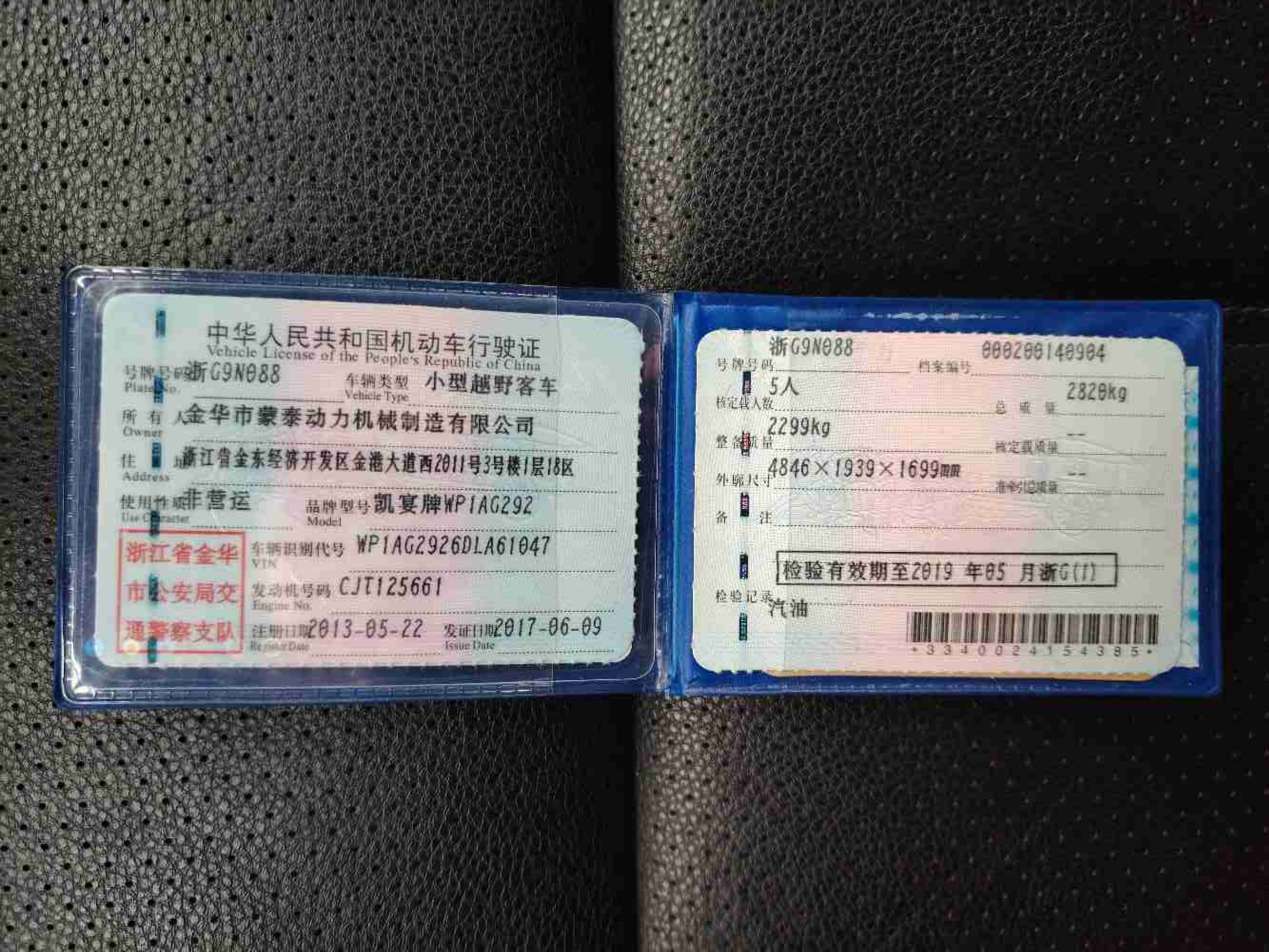 中华人民共和国机动车行驶证
Vehicle License of the People's Republic of China
号牌号码 浙G9N088 车辆类型 小型越野客车
Plate No. Vehicle Type
所有人 金华市蒙泰动力机械制造有限公司
Owner
住址 浙江省金东经济开发区金港大道西2011号3号楼1层18区
Address
使用性质 非营运 品牌型号 凯宴牌WP1AG292
Use Character Model
浙江省金华
市公安局交
通警察支队
车辆识别代号 WP1AG2926DLA61047
VIN
发动机号码 CJT125661
Engine No.
注册日期 2013-05-22 发证日期 2017-06-09
Register Date Issue Date
号牌号码 浙G9N088 档案编号 000200140904
核定载人数 5人 总质量 2820kg
整备质量 2299kg 核定载质量 --
外廓尺寸 4846×1939×1699mm 准牵引总质量 --
备注
检验有效期至2019 年05 月浙G(1)
检验记录
汽油
*3340024154385*